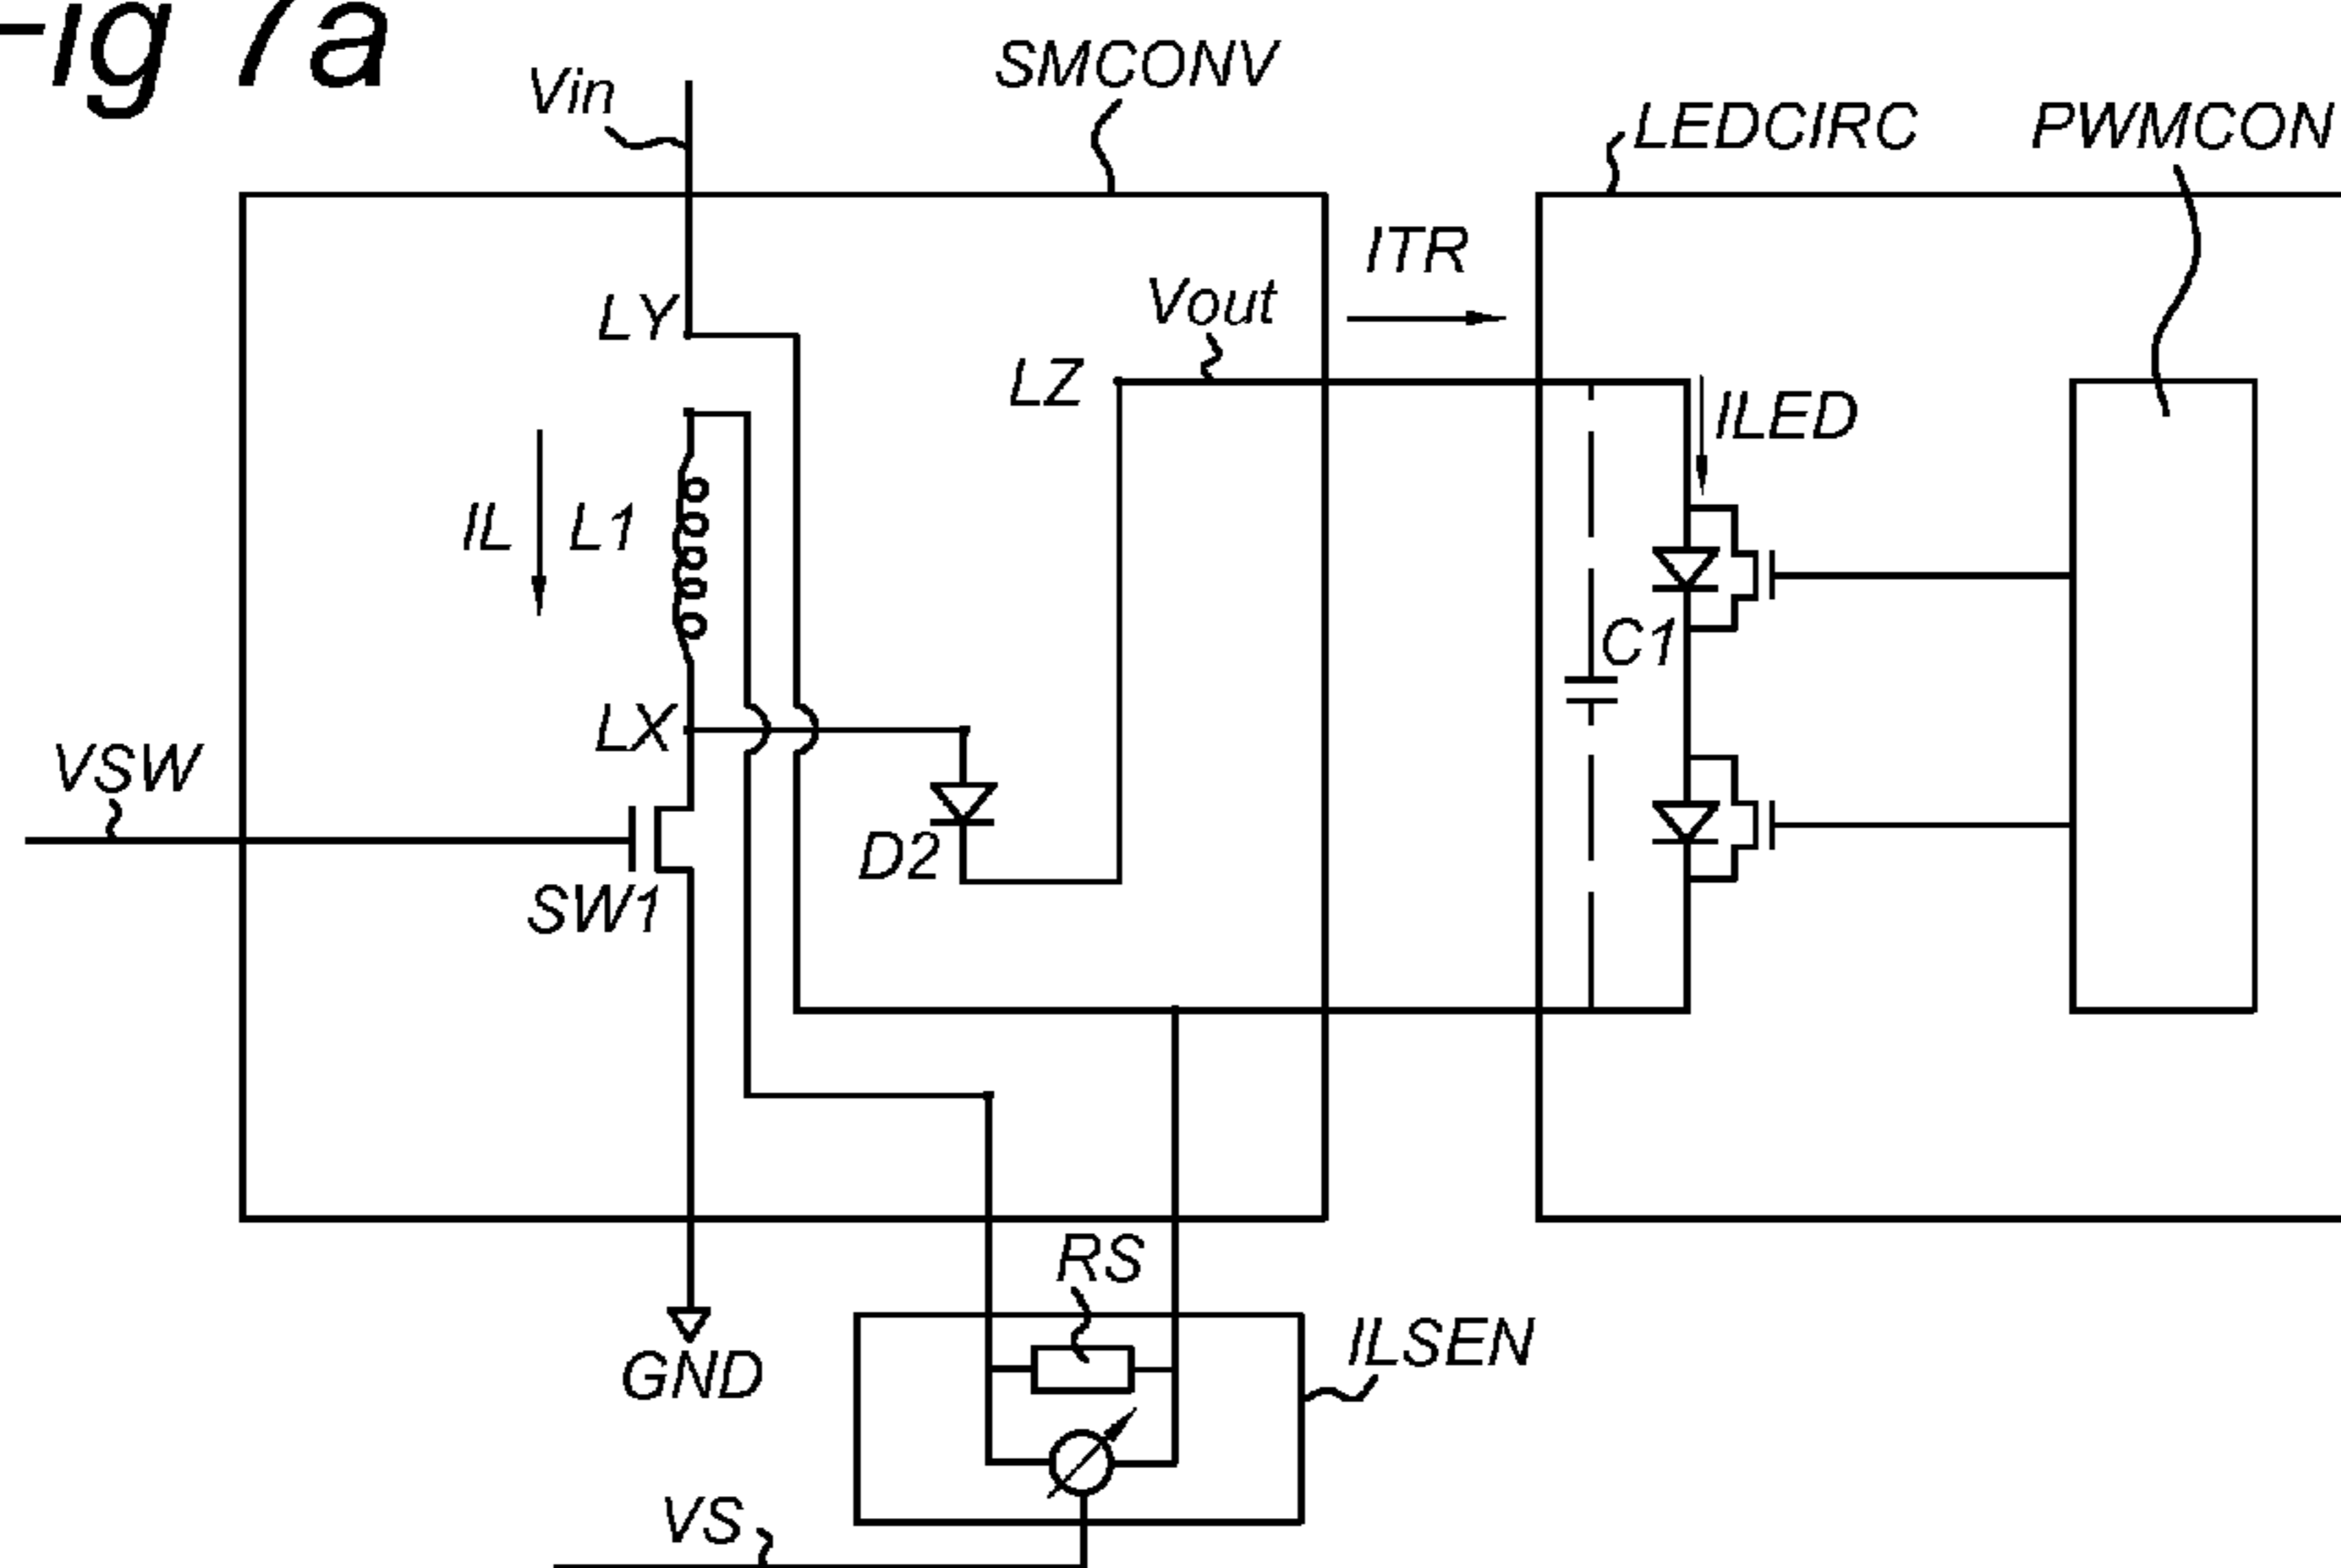 Fig 7a
SMCONV
Vin
LEDCIRC
PWMCON
ITR
Vout
LY
LZ
ILED
IL
L1
C1
LX
VSW
D2
SW1
RS
ILSEN
GND
VS